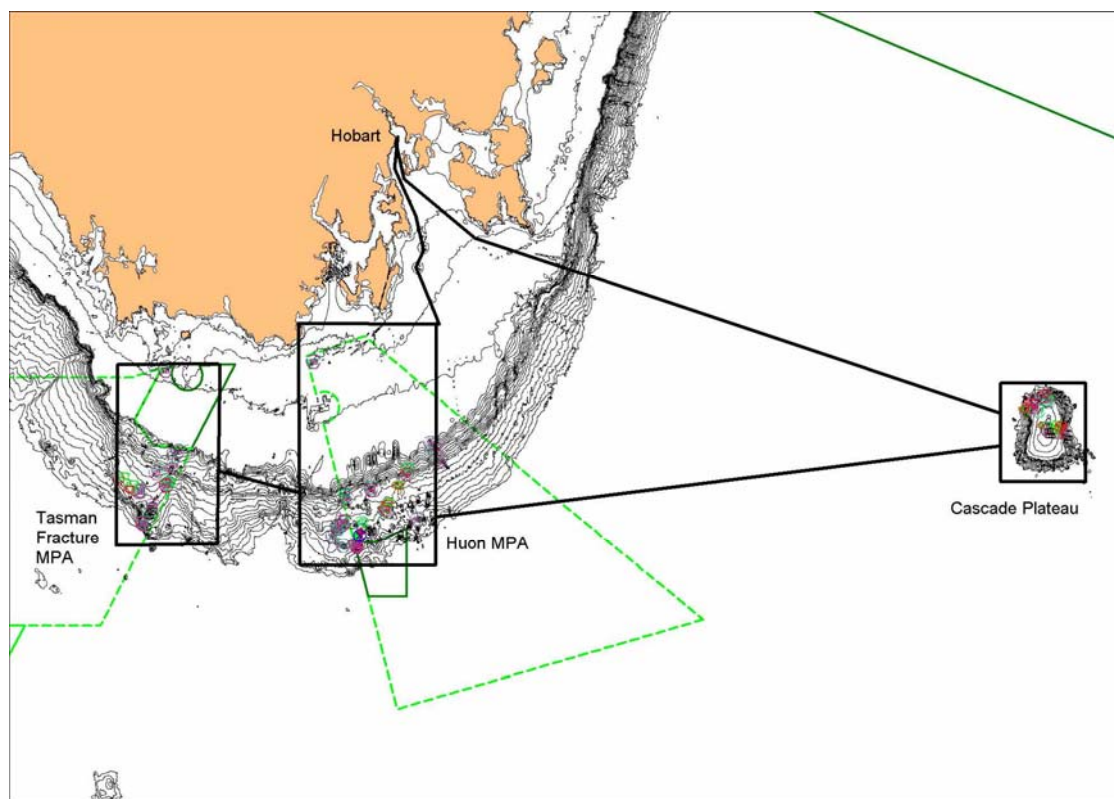 Hobart
Cascade Plateau
Tasman
Fracture
MPA
Huon MPA